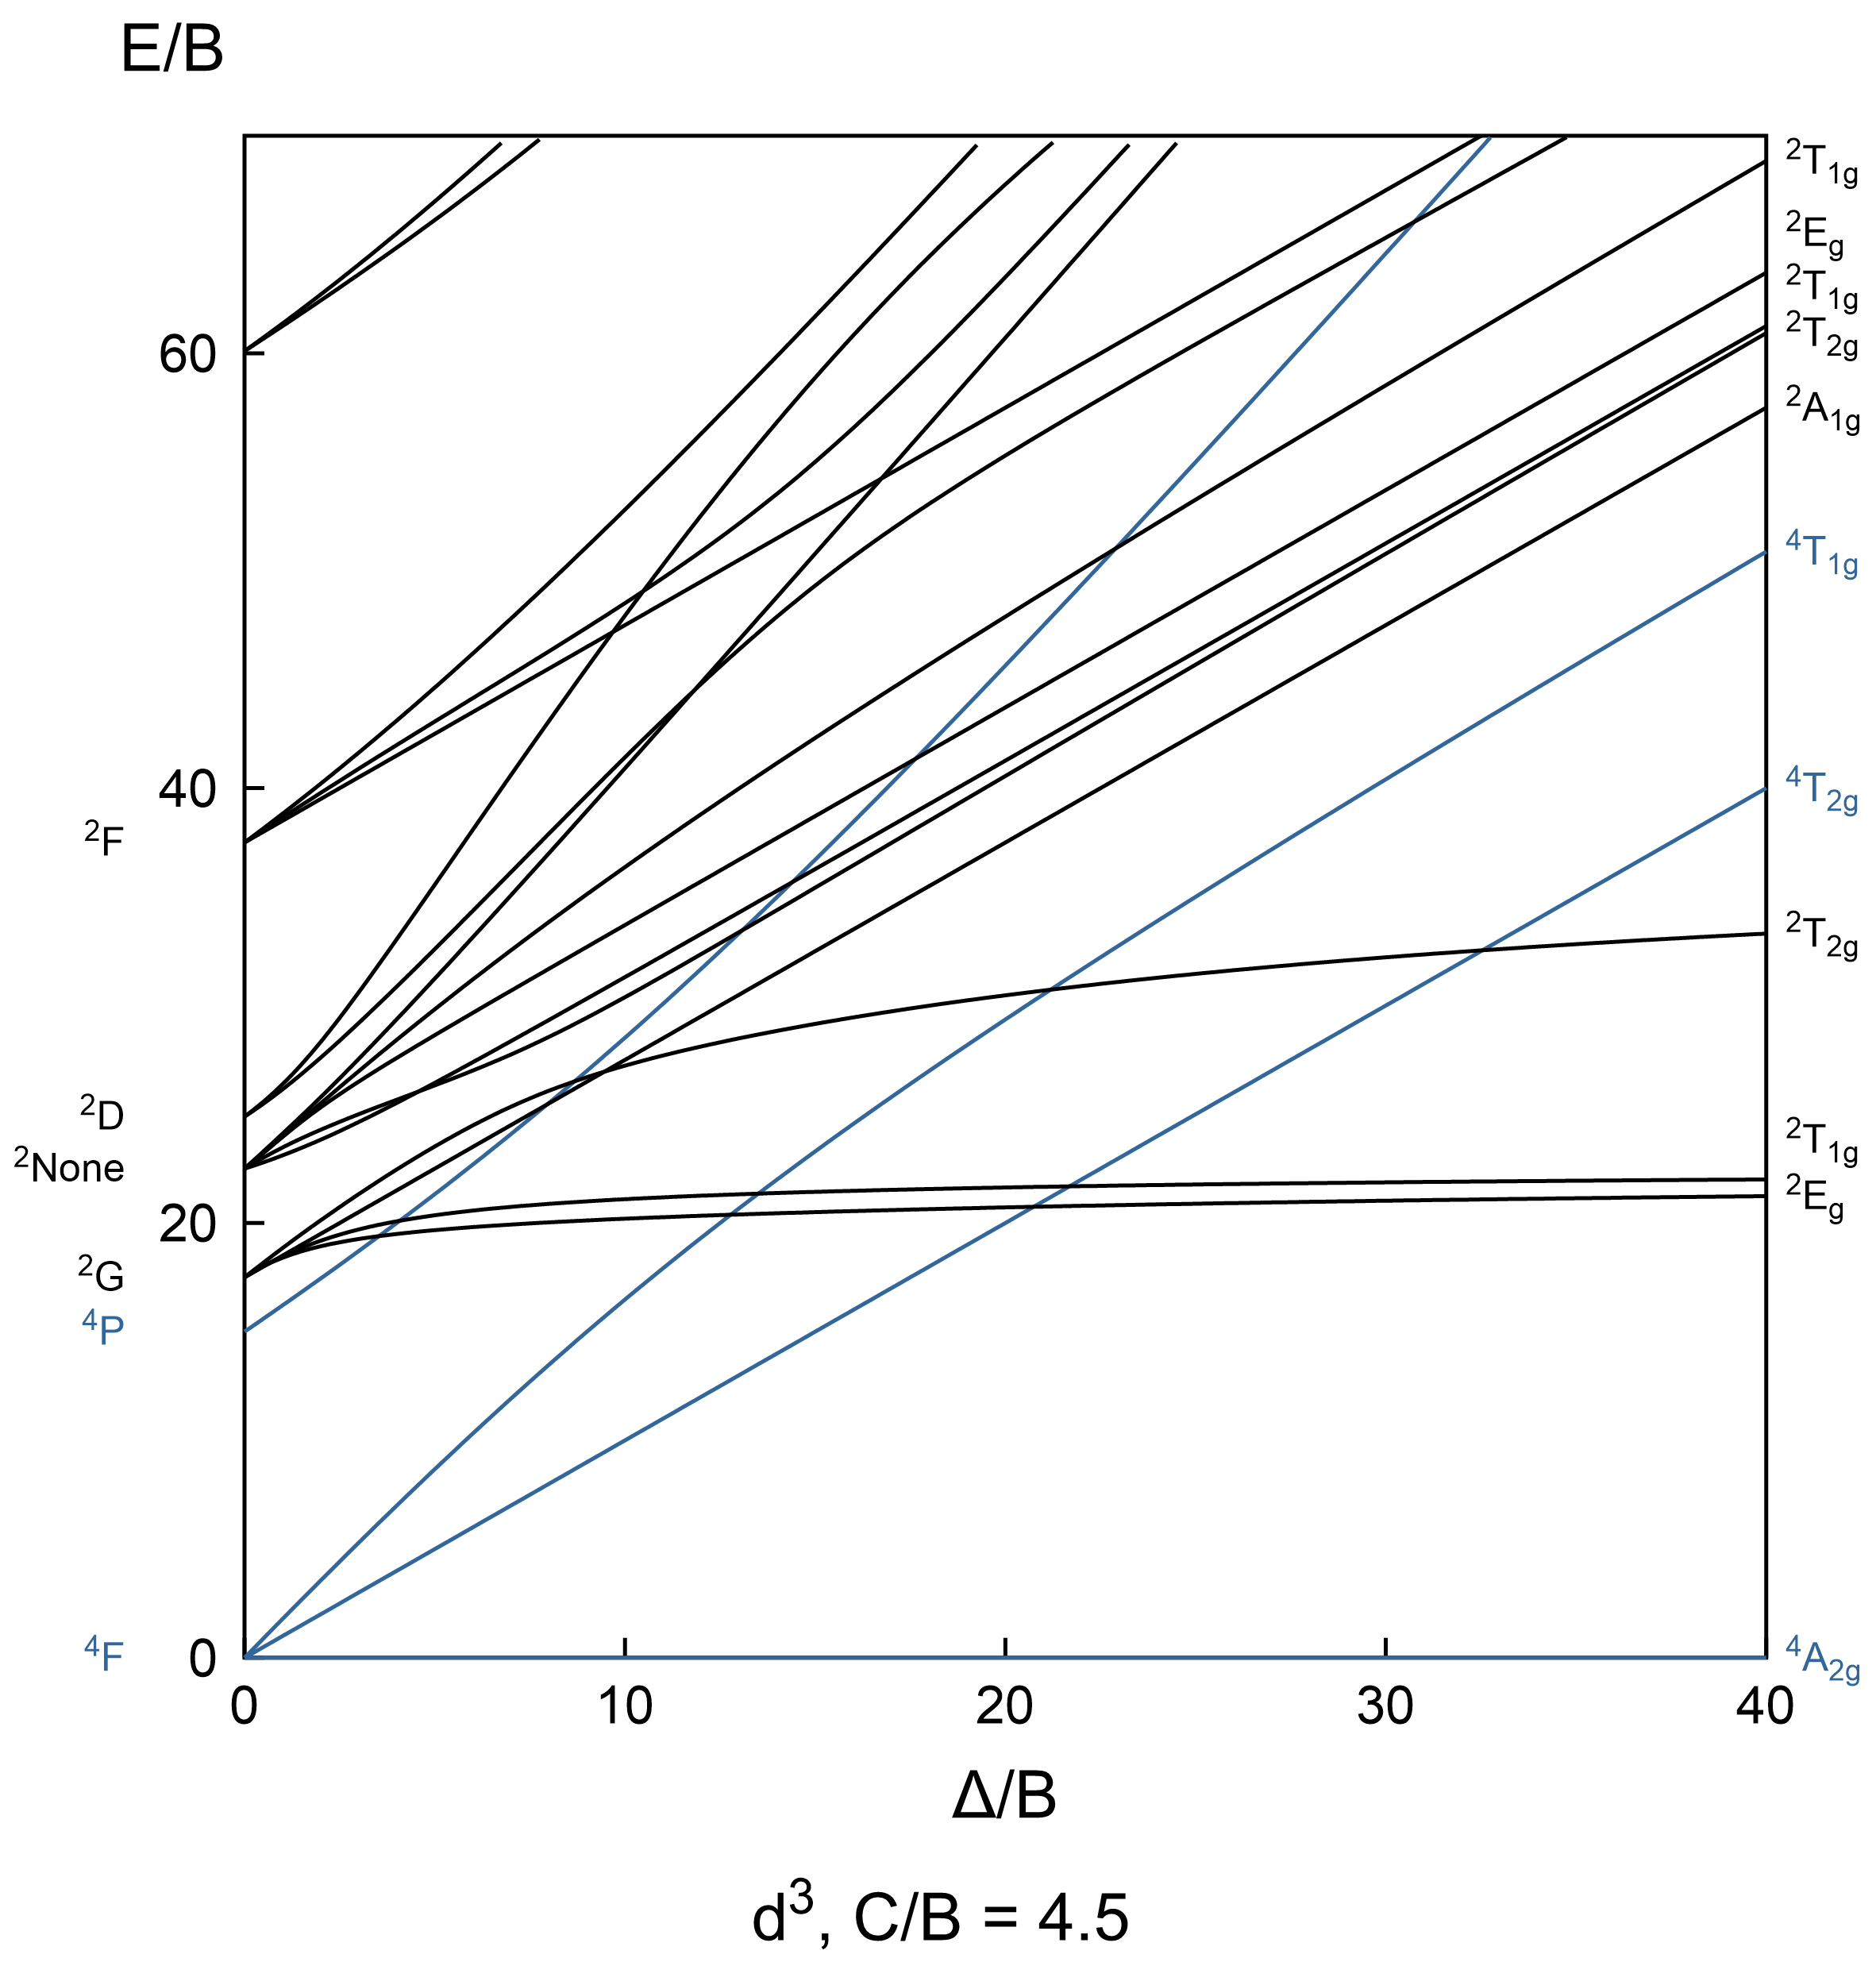 E/B
²T₁g
²Eg
²T₁g
²T₂g
60
²A₁g
⁴T₁g
⁴T₂g
40
²F
²T₂g
²D
²T₁g
²None
²Eg
20
²G
⁴P
⁴F
0
⁴A₂g
0 10 20 30 40
Δ/B
d³, C/B = 4.5